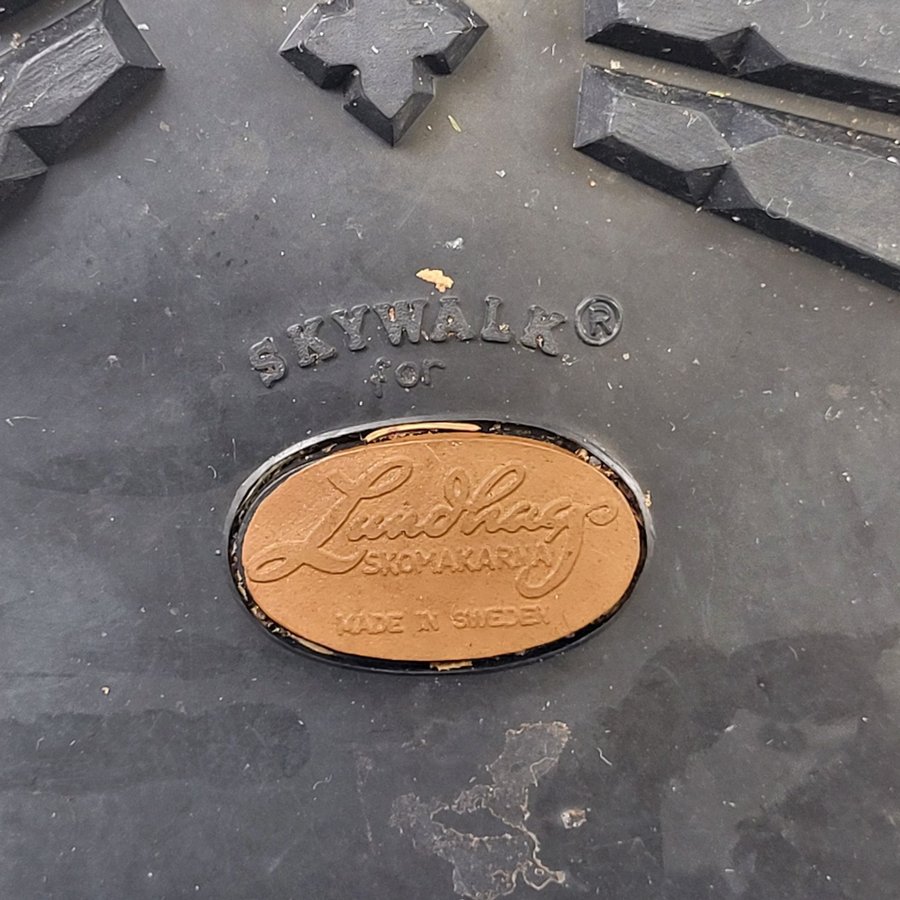 SKYWALK®
for
Lundhags
SKOMAKARNA
MADE IN SWEDEN